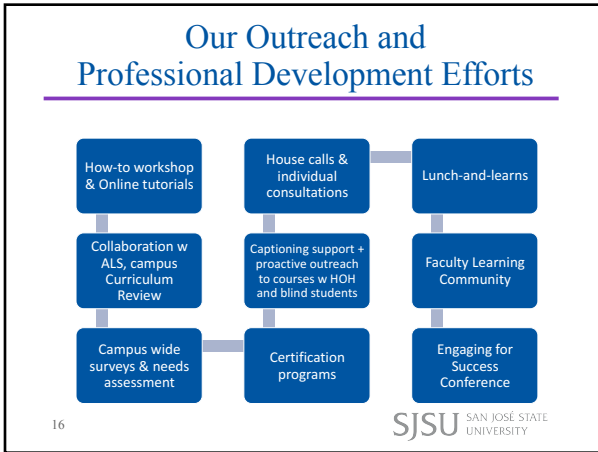 Our Outreach and
Professional Development Efforts
How-to workshop
& Online tutorials
Collaboration w
ALS, campus
Curriculum
Review
Campus wide
surveys & needs
assessment
Certification
programs
Captioning support +
proactive outreach
to courses w HOH
and blind students
House calls &
individual
consultations
Lunch-and-learns
Faculty Learning
Community
Engaging for
Success
Conference
16
SJSU
SAN JOSÉ STATE
UNIVERSITY